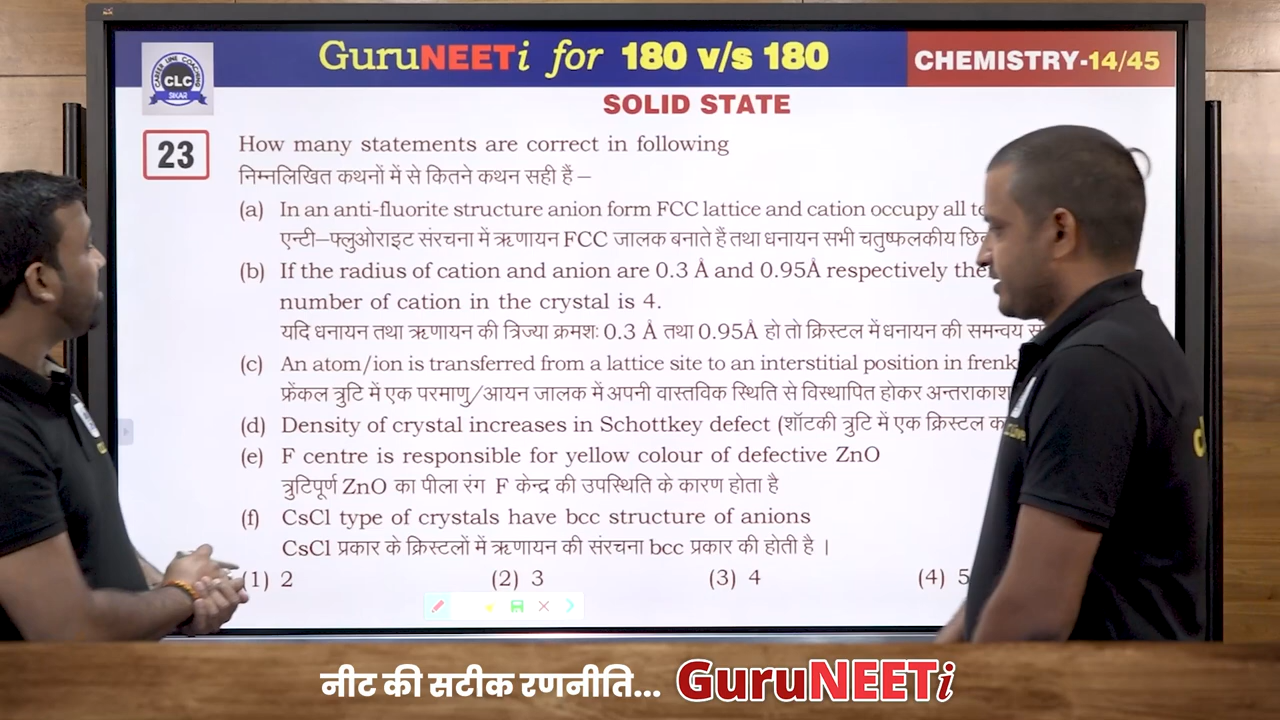 GuruNEETi for 180 v/s 180
CHEMISTRY-14/45
CAREER LINE COACHING
CLC
SIKAR
SOLID STATE
23
How many statements are correct in following
निम्नलिखित कथनों में से कितने कथन सही हैं –
(a) In an anti-fluorite structure anion form FCC lattice and cation occupy all
एन्टी–फ्लुओराइट संरचना में ऋणायन FCC जालक बनाते हैं तथा धनायन सभी चतुष्फलकीय
(b) If the radius of cation and anion are 0.3 Å and 0.95Å respectively
number of cation in the crystal is 4.
यदि धनायन तथा ऋणायन की त्रिज्या क्रमशः 0.3 Å तथा 0.95Å हो तो क्रिस्टल में धनायन की समन्वय
(c) An atom/ion is transferred from a lattice site to an interstitial position in
फ्रेंकल त्रुटि में एक परमाणु/आयन जालक में अपनी वास्तविक स्थिति से विस्थापित होकर
(d) Density of crystal increases in Schottkey defect (शॉटकी त्रुटि में एक क्रिस्टल
(e) F centre is responsible for yellow colour of defective ZnO
त्रुटिपूर्ण ZnO का पीला रंग F केन्द्र की उपस्थिति के कारण होता है
(f) CsCl type of crystals have bcc structure of anions
CsCl प्रकार के क्रिस्टलों में ऋणायन की संरचना bcc प्रकार की होती है ।
(1) 2 (2) 3 (3) 4 (4) 5
नीट की सटीक रणनीति... GuruNEETi